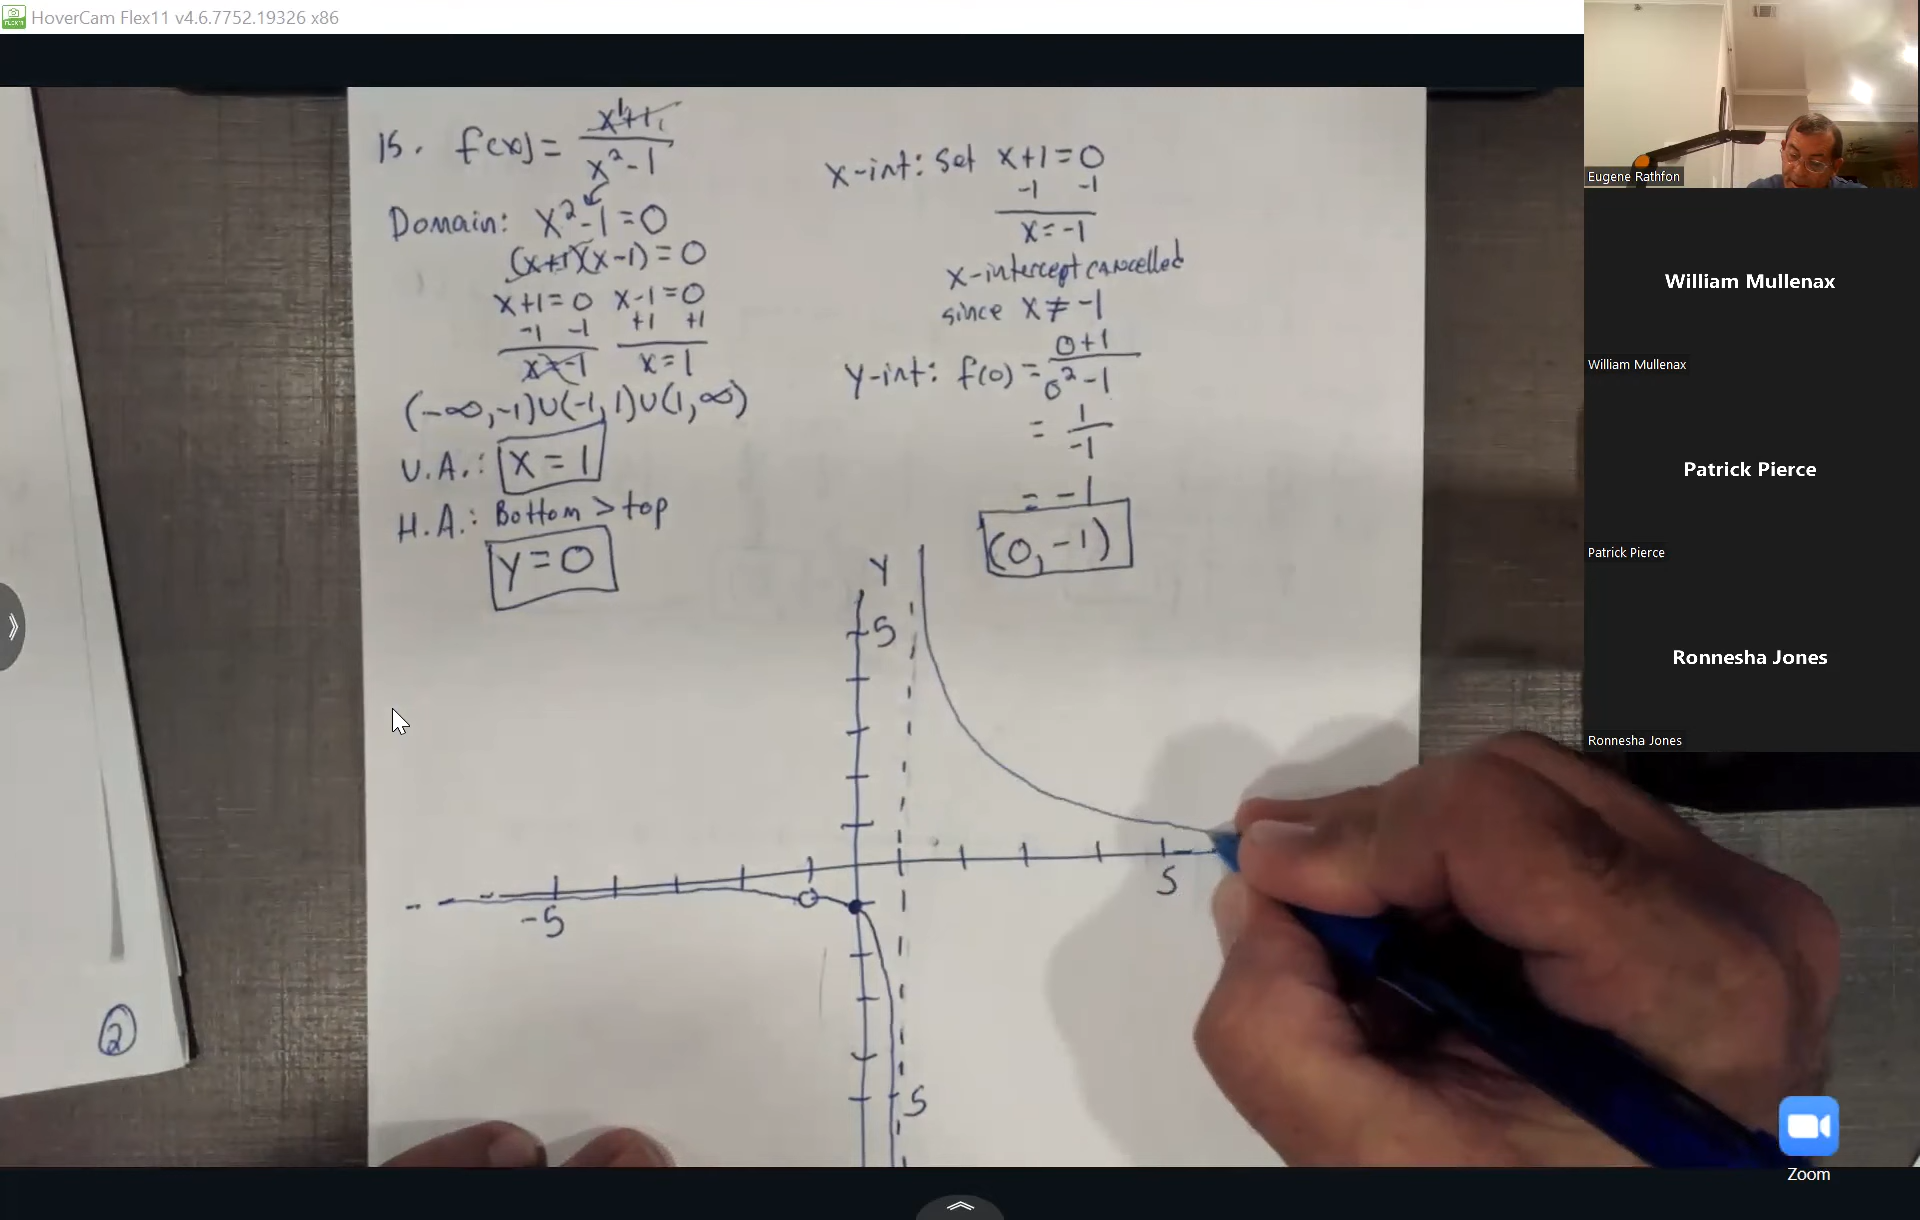 HoverCam Flex11 v4.6.7752.19326 x86
15. f(x) = x+1 / x² - 1
Domain: x² - 1 = 0
(x+1)(x-1) = 0
x+1=0 x-1=0
-1 -1 +1 +1
x=-1 x=1
(-∞,-1)∪(-1,1)∪(1,∞)
V.A.: x = 1
H.A.: Bottom > top
y = 0
x-int: set x+1=0
-1 -1
x=-1
x-intercept cancelled
since x ≠ -1
y-int: f(0) = 0+1 / 0² - 1
= 1 / -1
= -1
(0, -1)
Y
5
5
-5
5
2
Eugene Rathfon
William Mullenax
William Mullenax
Patrick Pierce
Patrick Pierce
Ronnesha Jones
Ronnesha Jones
Zoom